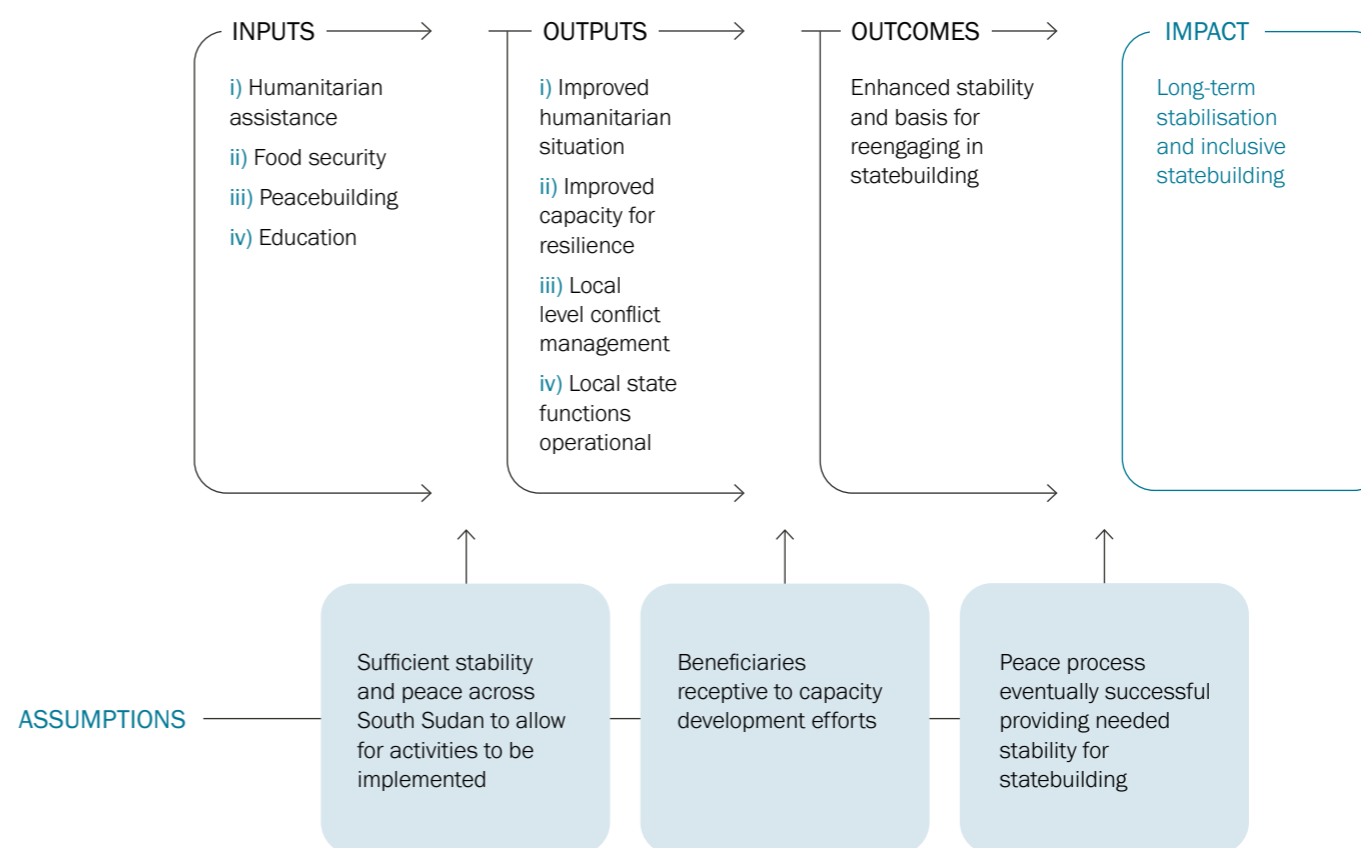 INPUTS
i) Humanitarian
assistance
ii) Food security
iii) Peacebuilding
iv) Education
OUTPUTS
i) Improved
humanitarian
situation
ii) Improved
capacity for
resilience
iii) Local
level conflict
management
iv) Local state
functions
operational
OUTCOMES
Enhanced stability
and basis for
reengaging in
statebuilding
IMPACT
Long-term
stabilisation
and inclusive
statebuilding
ASSUMPTIONS
Sufficient stability
and peace across
South Sudan to allow
for activities to be
implemented
Beneficiaries
receptive to capacity
development efforts
Peace process
eventually successful
providing needed
stability for
statebuilding